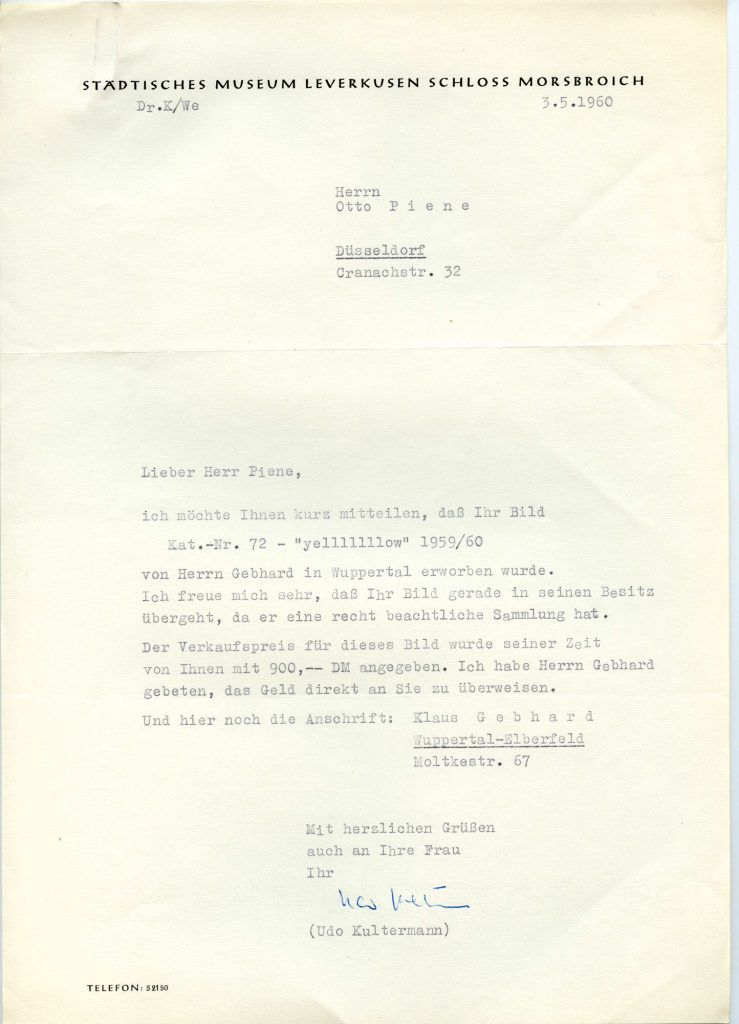 STÄDTISCHES MUSEUM LEVERKUSEN SCHLOSS MORSBROICH
Dr.K/We 3.5.1960
Herrn
Otto P i e n e
Düsseldorf
Cranachstr. 32
Lieber Herr Piene,
ich möchte Ihnen kurz mitteilen, daß Ihr Bild
Kat.-Nr. 72 - "yelllllllow" 1959/60
von Herrn Gebhard in Wuppertal erworben wurde.
Ich freue mich sehr, daß Ihr Bild gerade in seinen Besitz
übergeht, da er eine recht beachtliche Sammlung hat.
Der Verkaufspreis für dieses Bild wurde seiner Zeit
von Ihnen mit 900,-- DM angegeben. Ich habe Herrn Gebhard
gebeten, das Geld direkt an Sie zu überweisen.
Und hier noch die Anschrift: Klaus G e b h a r d
Wuppertal-Elberfeld
Moltkestr. 67
Mit herzlichen Grüßen
auch an Ihre Frau
Ihr
(Udo Kultermann)
TELEFON: 52150